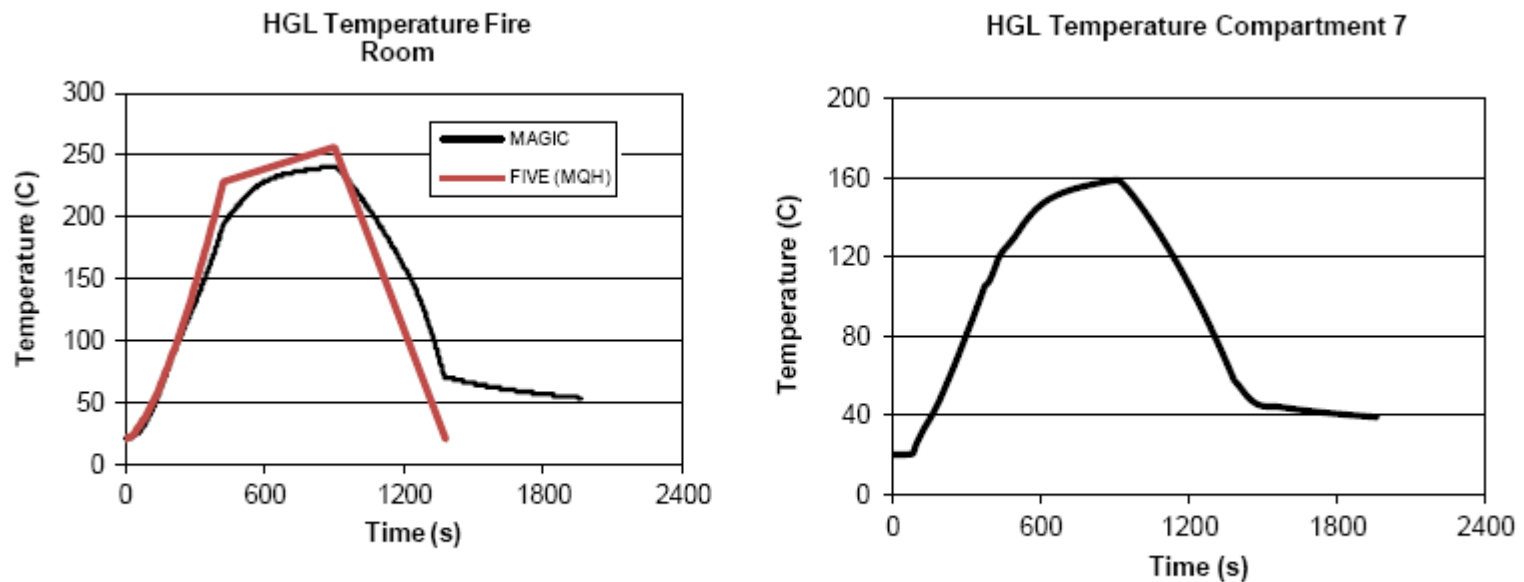 HGL Temperature Fire
Room
Temperature (C)
300
250
200
150
100
50
0
MAGIC
FIVE (MQH)
0 600 1200 1800 2400
Time (s)
HGL Temperature Compartment 7
Temperature (C)
200
160
120
80
40
0
0 600 1200 1800 2400
Time (s)